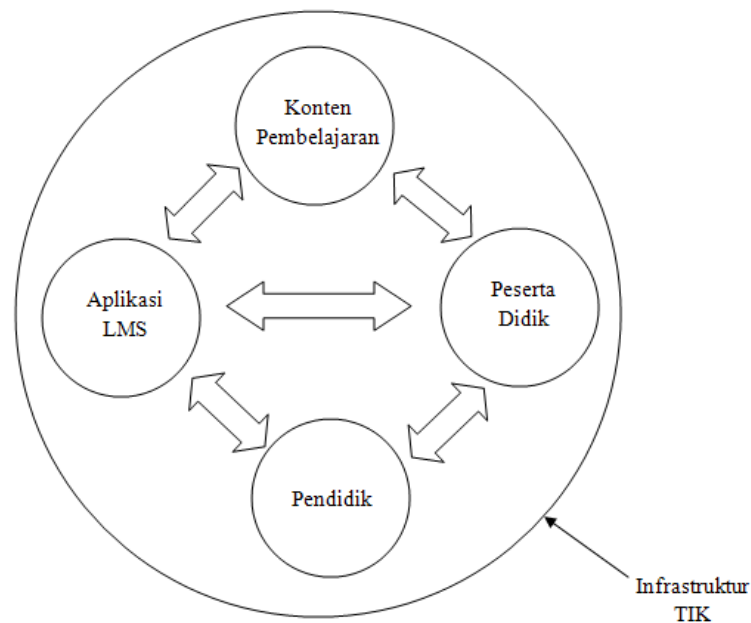 Konten
Pembelajaran
Aplikasi
LMS
Peserta
Didik
Pendidik
Infrastruktur
TIK